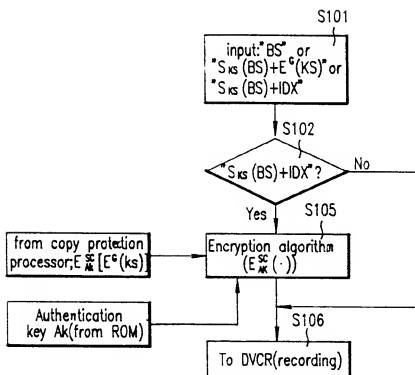 S101
input:"BS" or
"S_KS(BS)+E^G(KS)" or
"S_KS(BS)+IDX"
S102
"S_KS(BS)+IDX"?
No
Yes
S105
from copy protection
processor;E^SC_AK[E^G(ks)]
Encryption algorithm
(E^SC_AK(·))
Authentication
key Ak(from ROM)
S106
To DVCR(recording)